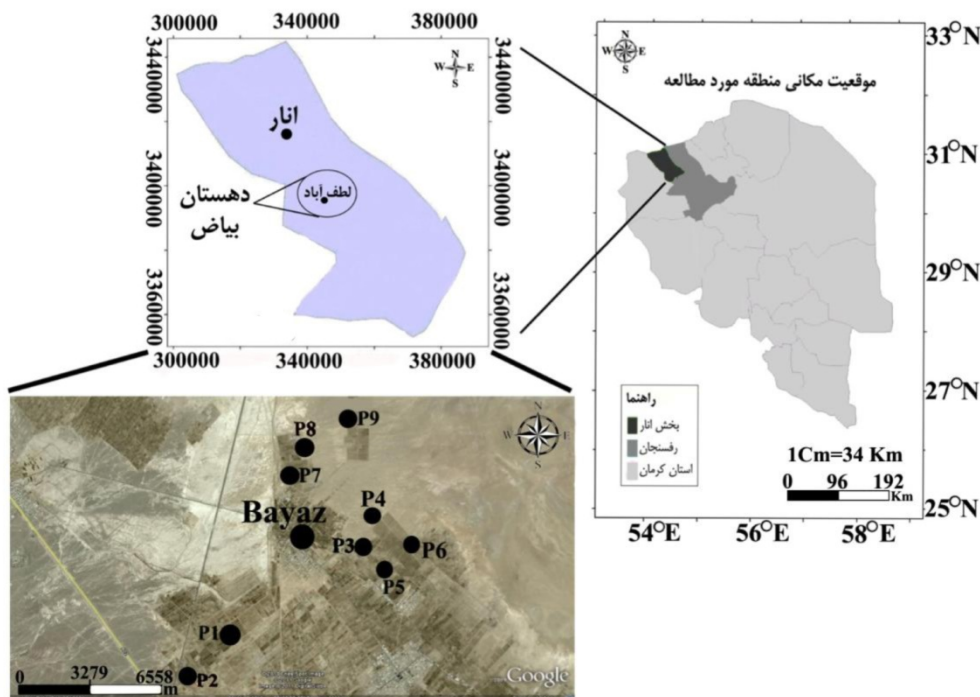 300000 340000 380000
3440000 3400000 3360000
N
W E
S
انار
لطف آباد
دهستان
بیاض
3440000 3400000 3360000
300000 340000 380000
موقعیت مکانی منطقه مورد مطالعه
N
W E
S
33°N
31°N
29°N
27°N
25°N
راهنما
بخش انار
رفسنجان
استان کرمان
1Cm=34 Km
0 96 192
Km
54°E 56°E 58°E
N
W E
S
P9
P8
P7
Bayaz
P4
P3
P6
P5
P1
P2
0 3279 6558
m
Google